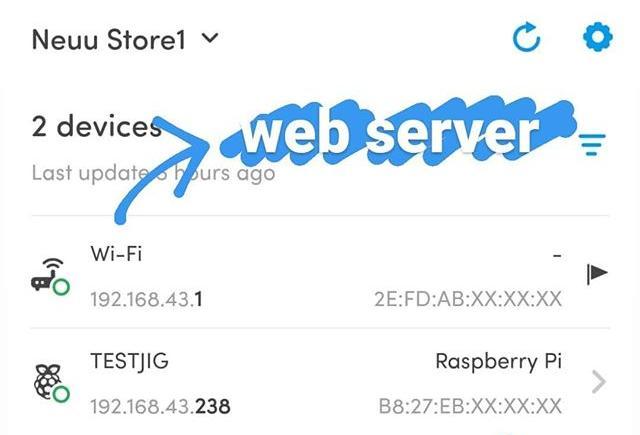 Neuu Store1
2 devices
web server
Last update 8 hours ago
Wi-Fi
-
192.168.43.1
2E:FD:AB:XX:XX:XX
TESTJIG
Raspberry Pi
192.168.43.238
B8:27:EB:XX:XX:XX